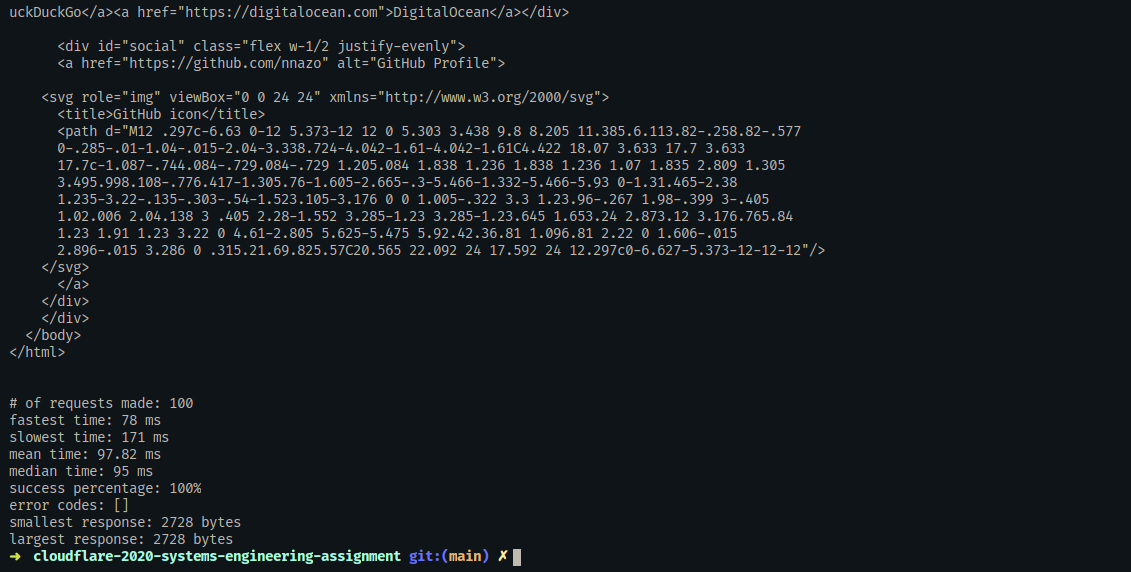 uckDuckGo</a><a href="https://digitalocean.com">DigitalOcean</a></div>
<div id="social" class="flex w-1/2 justify-evenly">
<a href="https://github.com/nnazo" alt="GitHub Profile">
<svg role="img" viewBox="0 0 24 24" xmlns="http://www.w3.org/2000/svg">
<title>GitHub icon</title>
<path d="M12 .297c-6.63 0-12 5.373-12 12 0 5.303 3.438 9.8 8.205 11.385.6.113.82-.258.82-.577
0-.285-.01-1.04-.015-2.04-3.338.724-4.042-1.61-4.042-1.61C4.422 18.07 3.633 17.7 3.633
17.7c-1.087-.744.084-.729.084-.729 1.205.084 1.838 1.236 1.838 1.236 1.07 1.835 2.809 1.305
3.495.998.108-.776.417-1.305.76-1.605-2.665-.3-5.466-1.332-5.466-5.93 0-1.31.465-2.38
1.235-3.22-.135-.303-.54-1.523.105-3.176 0 0 1.005-.322 3.3 1.23.96-.267 1.98-.399 3-.405
1.02.006 2.04.138 3 .405 2.28-1.552 3.285-1.23 3.285-1.23.645 1.653.24 2.873.12 3.176.765.84
1.23 1.91 1.23 3.22 0 4.61-2.805 5.625-5.475 5.92.42.36.81 1.096.81 2.22 0 1.606-.015
2.896-.015 3.286 0 .315.21.69.825.57C20.565 22.092 24 17.592 24 12.297c0-6.627-5.373-12-12-12"/>
</svg>
</a>
</div>
</div>
</body>
</html>
# of requests made: 100
fastest time: 78 ms
slowest time: 171 ms
mean time: 97.82 ms
median time: 95 ms
success percentage: 100%
error codes: []
smallest response: 2728 bytes
largest response: 2728 bytes
➜ cloudflare-2020-systems-engineering-assignment git:(main) ✗